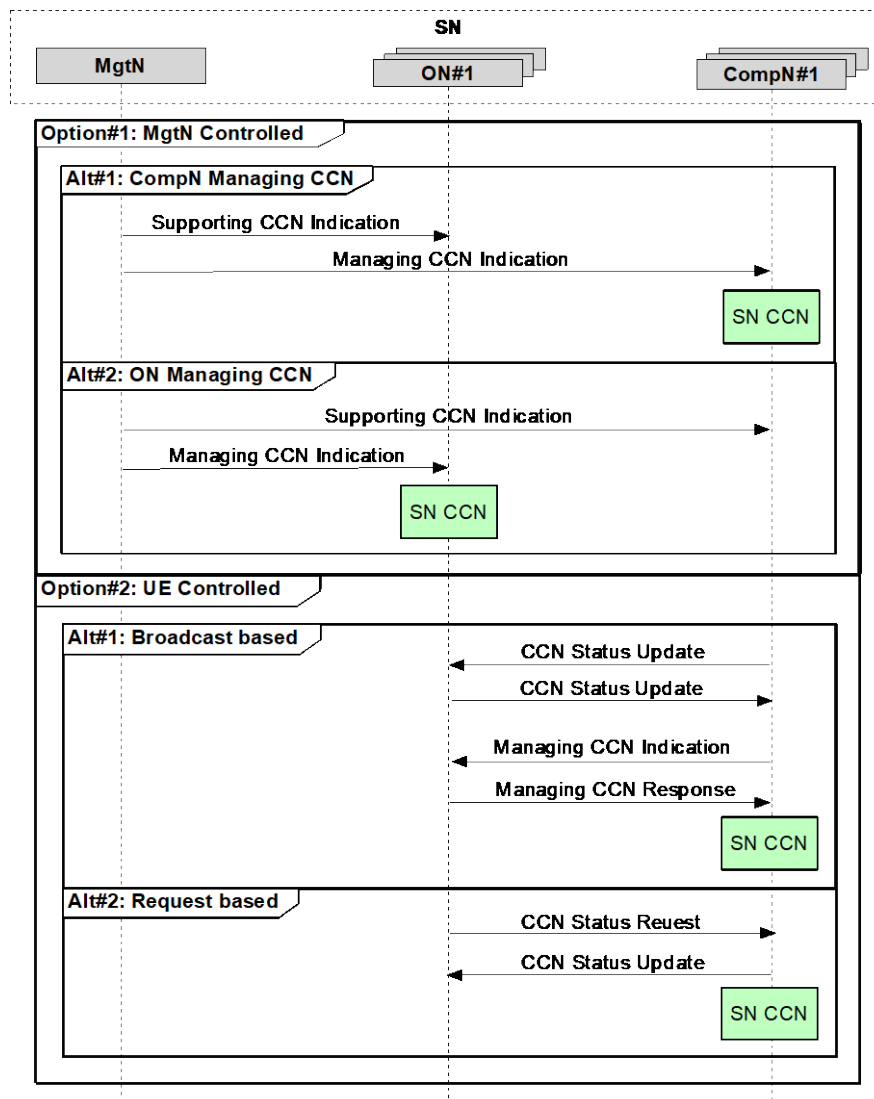 SN
MgtN
ON#1
CompN#1
Option#1: MgtN Controlled
Alt#1: CompN Managing CCN
Supporting CCN Indication
Managing CCN Indication
SN CCN
Alt#2: ON Managing CCN
Supporting CCN Indication
Managing CCN Indication
SN CCN
Option#2: UE Controlled
Alt#1: Broadcast based
CCN Status Update
CCN Status Update
Managing CCN Indication
Managing CCN Response
SN CCN
Alt#2: Request based
CCN Status Reuest
CCN Status Update
SN CCN